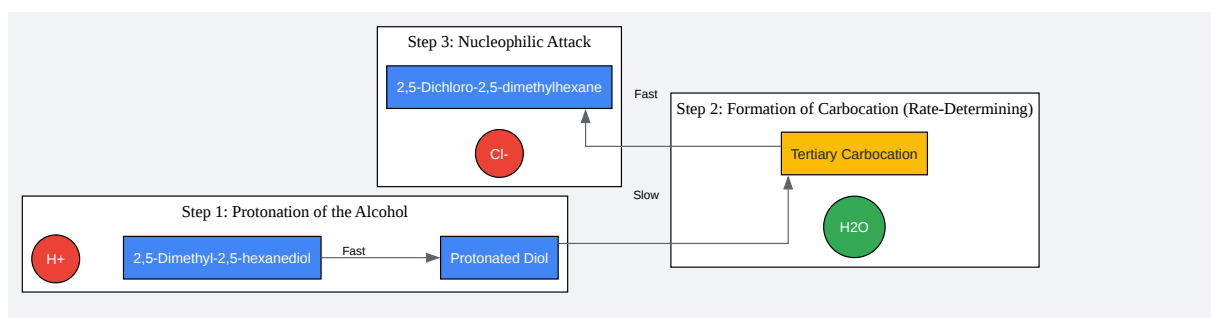 Step 3: Nucleophilic Attack
2,5-Dichloro-2,5-dimethylhexane
Cl-
Fast
Step 2: Formation of Carbocation (Rate-Determining)
Tertiary Carbocation
H2O
Slow
Step 1: Protonation of the Alcohol
H+
2,5-Dimethyl-2,5-hexanediol
Fast
Protonated Diol